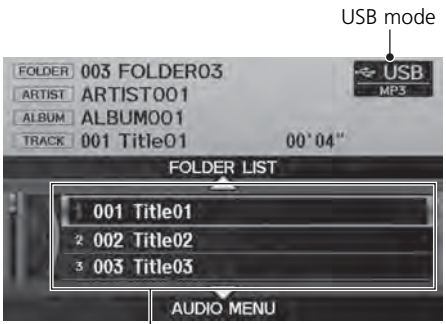 USB mode
FOLDER 003 FOLDER03
USB
MP3
ARTIST ARTIST001
ALBUM ALBUM001
TRACK 001 Title01 00'04"
FOLDER LIST
1 001 Title01
2 002 Title02
3 003 Title03
AUDIO MENU